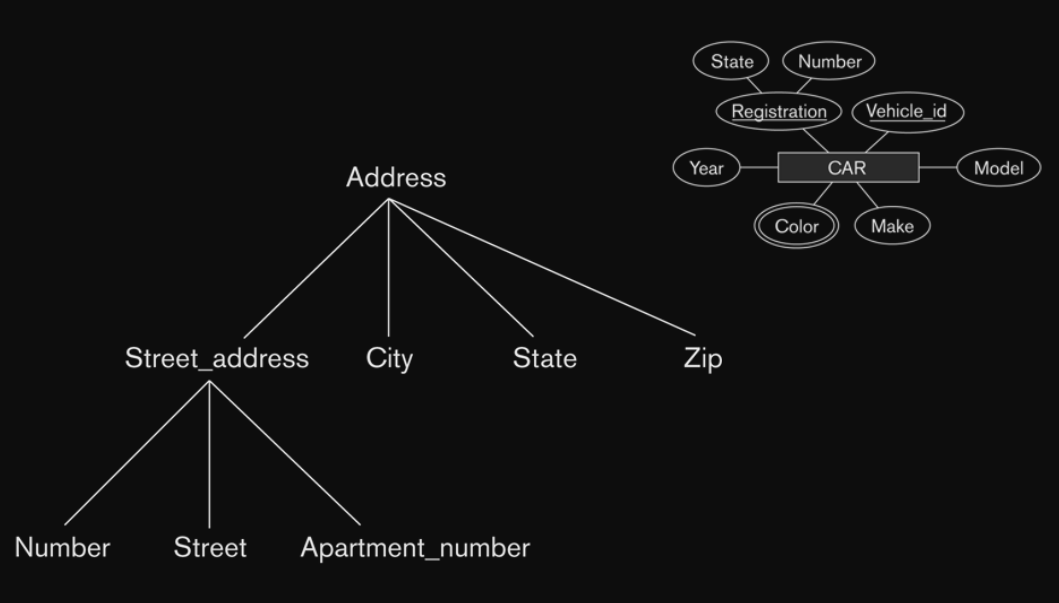 State
Number
Registration
Vehicle_id
Year
CAR
Model
Color
Make
Address
Street_address
City
State
Zip
Number
Street
Apartment_number